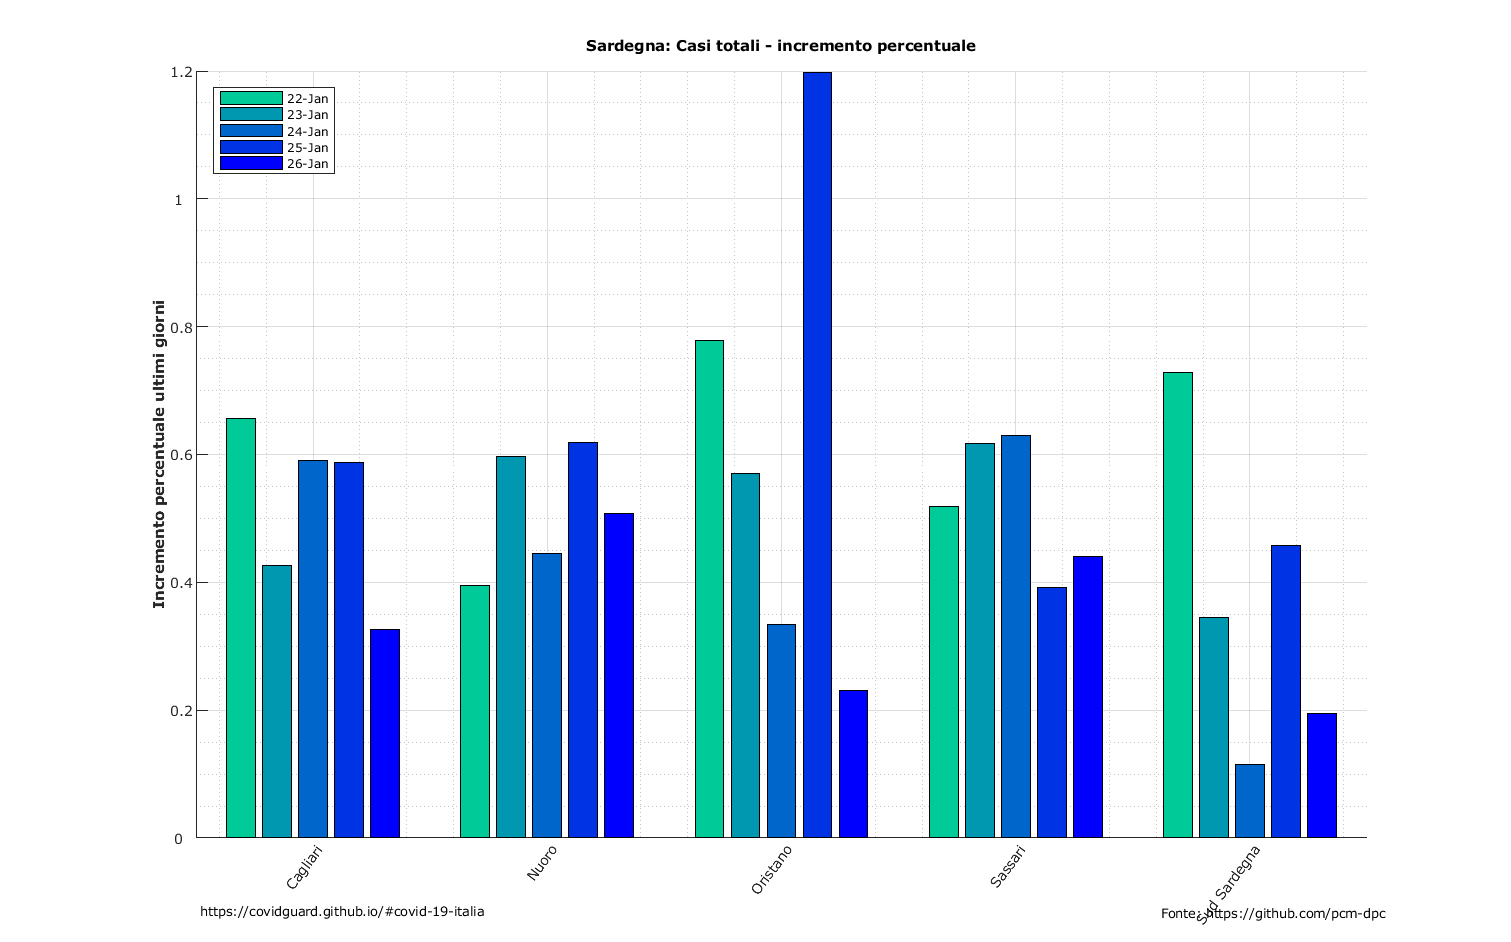 Sardegna: Casi totali - incremento percentuale
1.2
1
0.8
0.6
0.4
0.2
0
Incremento percentuale ultimi giorni
22-Jan
23-Jan
24-Jan
25-Jan
26-Jan
Cagliari
Nuoro
Oristano
Sassari
Sud Sardegna
https://covidguard.github.io/#covid-19-italia
Fonte: https://github.com/pcm-dpc